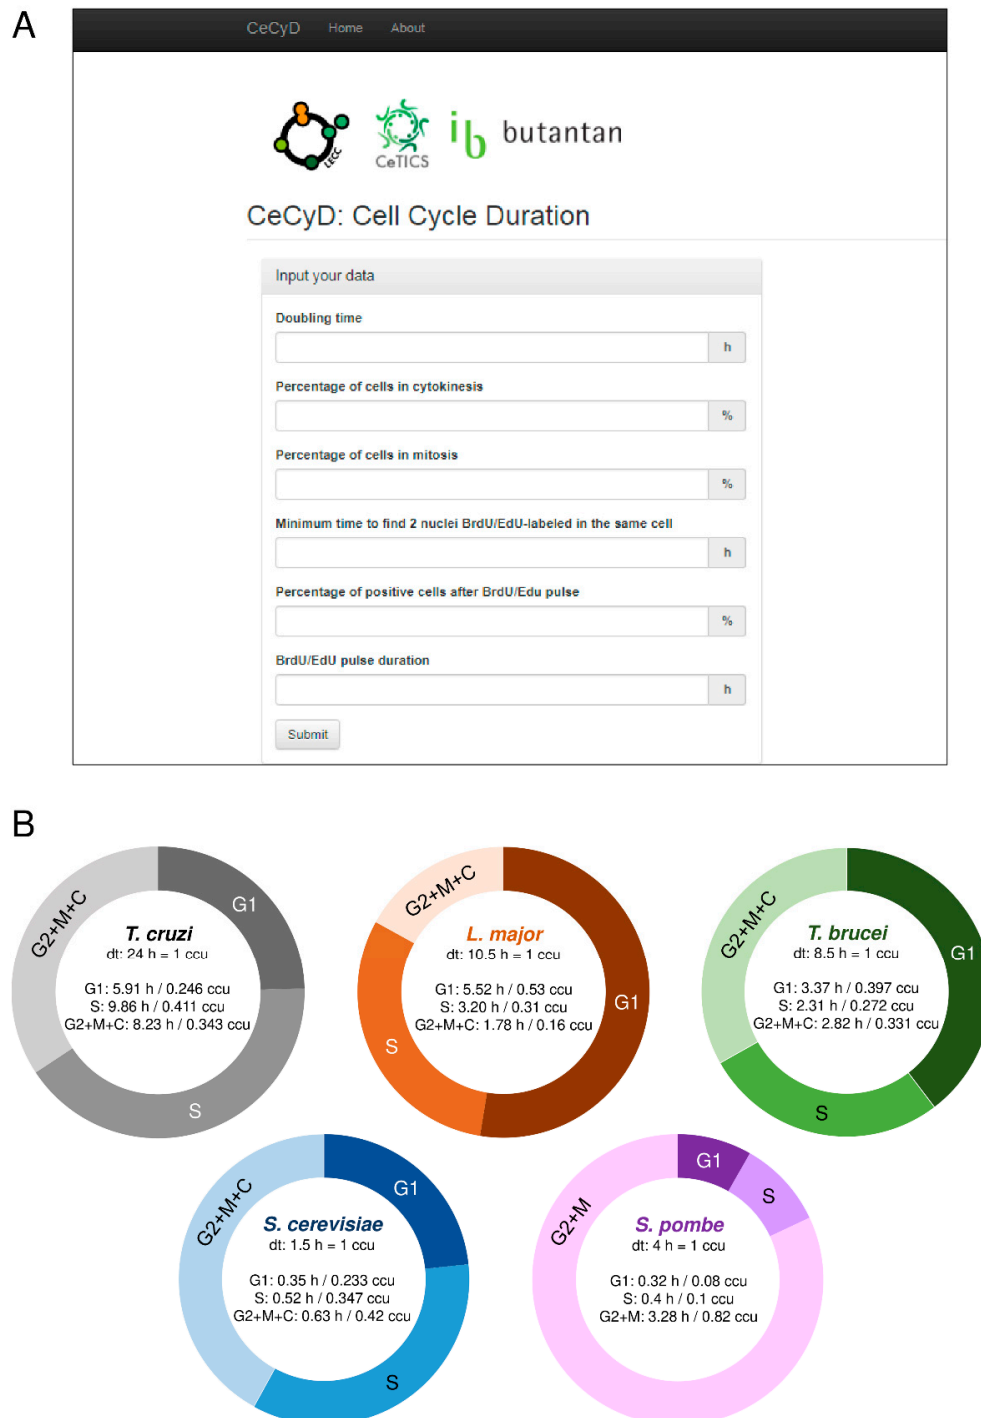 A
CeCyD Home About
LECC
CeTICS
ib butantan
CeCyD: Cell Cycle Duration
Input your data
Doubling time
h
Percentage of cells in cytokinesis
%
Percentage of cells in mitosis
%
Minimum time to find 2 nuclei BrdU/EdU-labeled in the same cell
h
Percentage of positive cells after BrdU/Edu pulse
%
BrdU/EdU pulse duration
h
Submit
B
G2+M+C
G1
S
T. cruzi
dt: 24 h = 1 ccu
G1: 5.91 h / 0.246 ccu
S: 9.86 h / 0.411 ccu
G2+M+C: 8.23 h / 0.343 ccu
G2+M+C
G1
S
L. major
dt: 10.5 h = 1 ccu
G1: 5.52 h / 0.53 ccu
S: 3.20 h / 0.31 ccu
G2+M+C: 1.78 h / 0.16 ccu
G2+M+C
G1
S
T. brucei
dt: 8.5 h = 1 ccu
G1: 3.37 h / 0.397 ccu
S: 2.31 h / 0.272 ccu
G2+M+C: 2.82 h / 0.331 ccu
G2+M+C
G1
S
S. cerevisiae
dt: 1.5 h = 1 ccu
G1: 0.35 h / 0.233 ccu
S: 0.52 h / 0.347 ccu
G2+M+C: 0.63 h / 0.42 ccu
G2+M
G1
S
S. pombe
dt: 4 h = 1 ccu
G1: 0.32 h / 0.08 ccu
S: 0.4 h / 0.1 ccu
G2+M: 3.28 h / 0.82 ccu